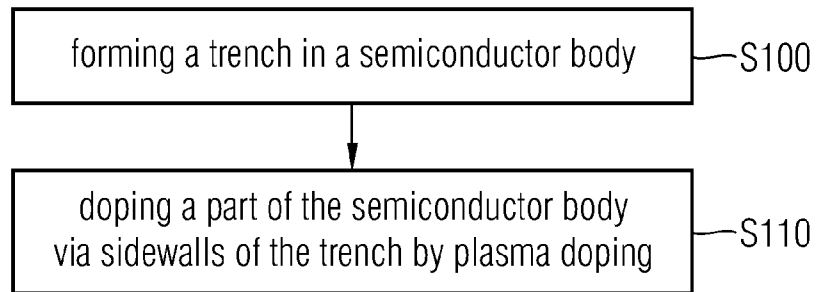 forming a trench in a semiconductor body
S100
doping a part of the semiconductor body
via sidewalls of the trench by plasma doping
S110